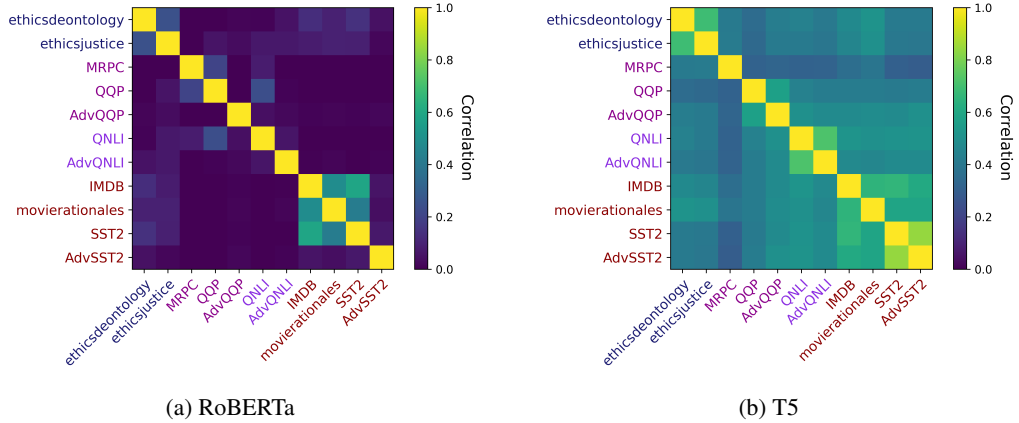 ethicsdeontology
ethicsjustice
MRPC
QQP
AdvQQP
QNLI
AdvQNLI
IMDB
movierationales
SST2
AdvSST2
ethicsdeontology
ethicsjustice
MRPC
QQP
AdvQQP
QNLI
AdvQNLI
IMDB
movierationales
SST2
AdvSST2
1.0
0.8
0.6
0.4
0.2
0.0
Correlation
(a) RoBERTa
ethicsdeontology
ethicsjustice
MRPC
QQP
AdvQQP
QNLI
AdvQNLI
IMDB
movierationales
SST2
AdvSST2
ethicsdeontology
ethicsjustice
MRPC
QQP
AdvQQP
QNLI
AdvQNLI
IMDB
movierationales
SST2
AdvSST2
1.0
0.8
0.6
0.4
0.2
0.0
Correlation
(b) T5